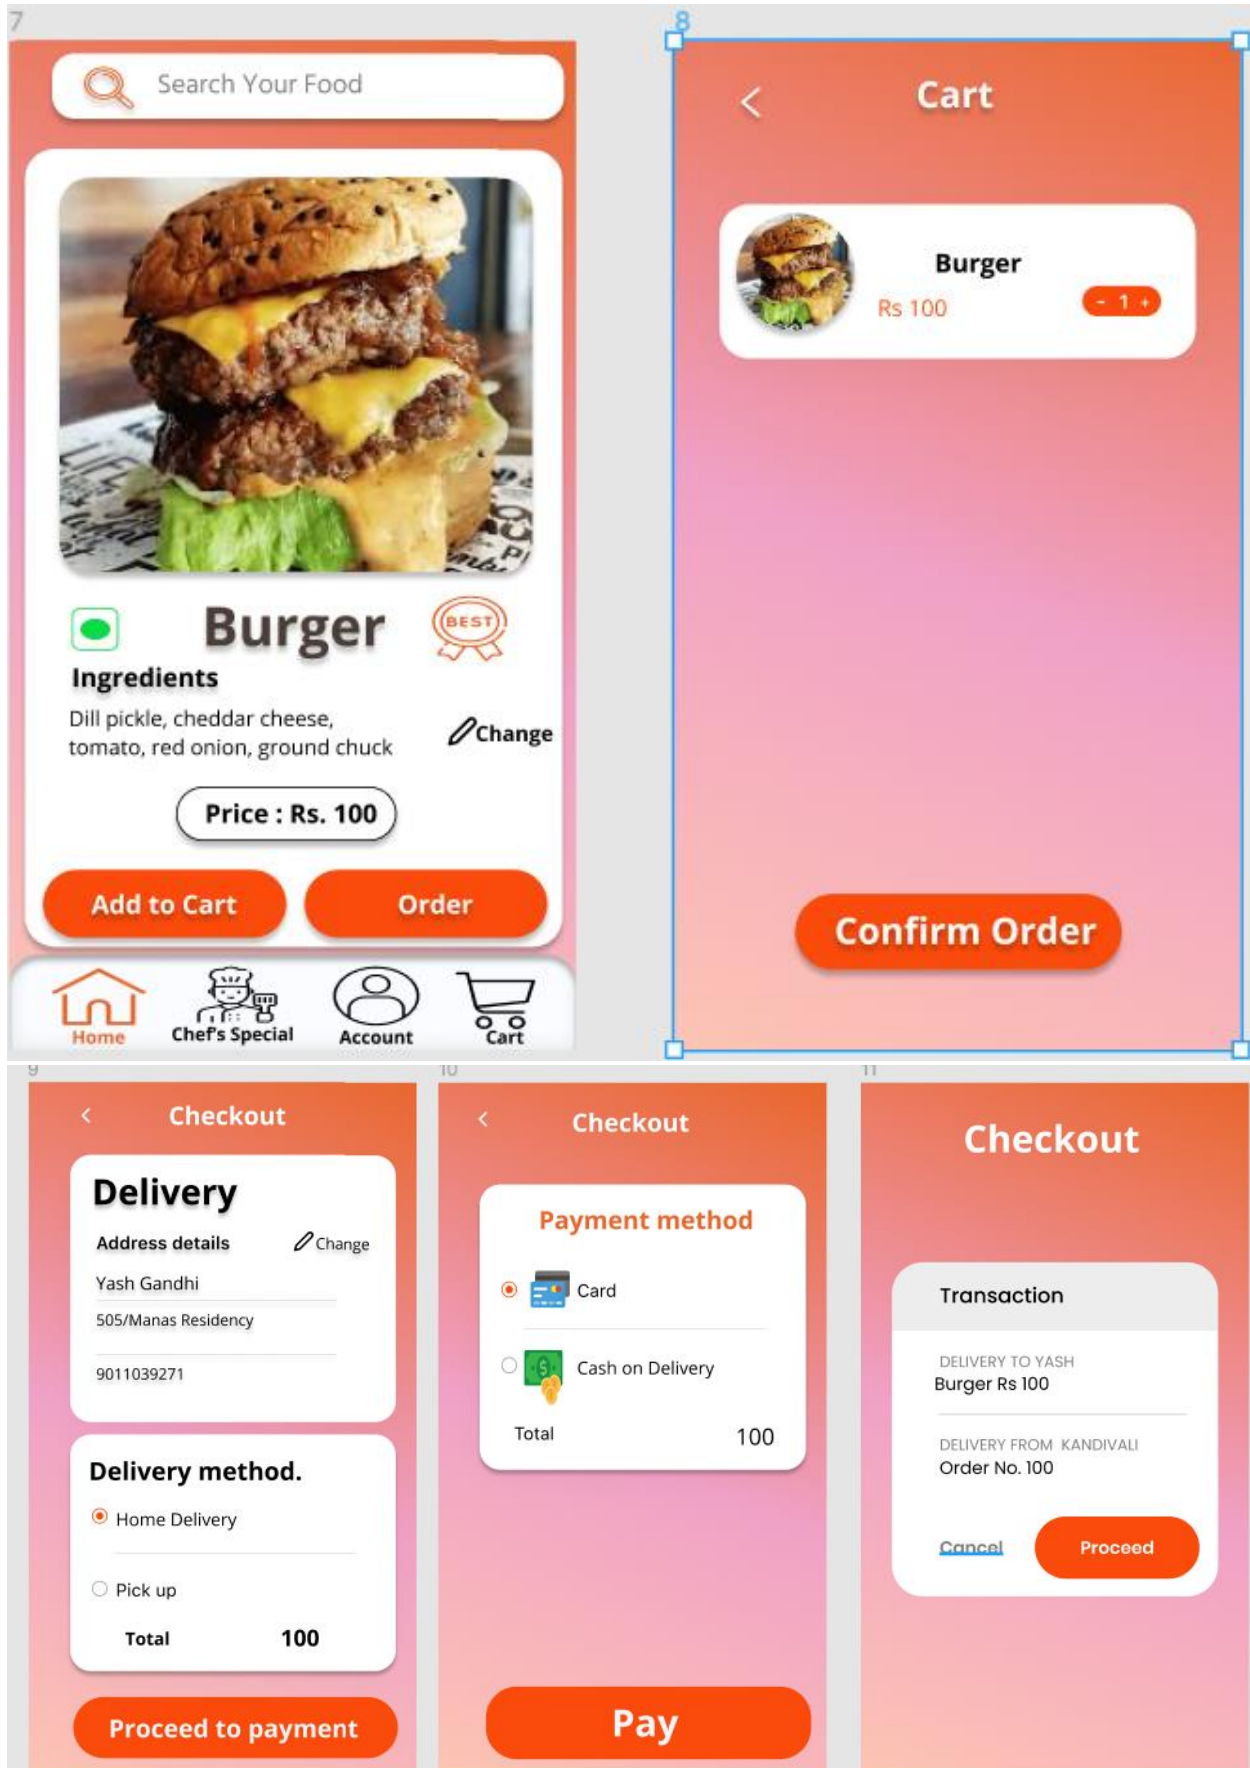 7
Search Your Food
BEST
Burger
Ingredients
Dill pickle, cheddar cheese,
tomato, red onion, ground chuck
Change
Price : Rs. 100
Add to Cart
Order
Home
Chef's Special
Account
Cart
8
Cart
Burger
Rs 100
- 1 +
Confirm Order
9
Checkout
Delivery
Address details
Change
Yash Gandhi
505/Manas Residency
9011039271
Delivery method.
Home Delivery
Pick up
Total 100
Proceed to payment
10
Checkout
Payment method
Card
Cash on Delivery
Total 100
Pay
11
Checkout
Transaction
DELIVERY TO YASH
Burger Rs 100
DELIVERY FROM KANDIVALI
Order No. 100
Cancel
Proceed